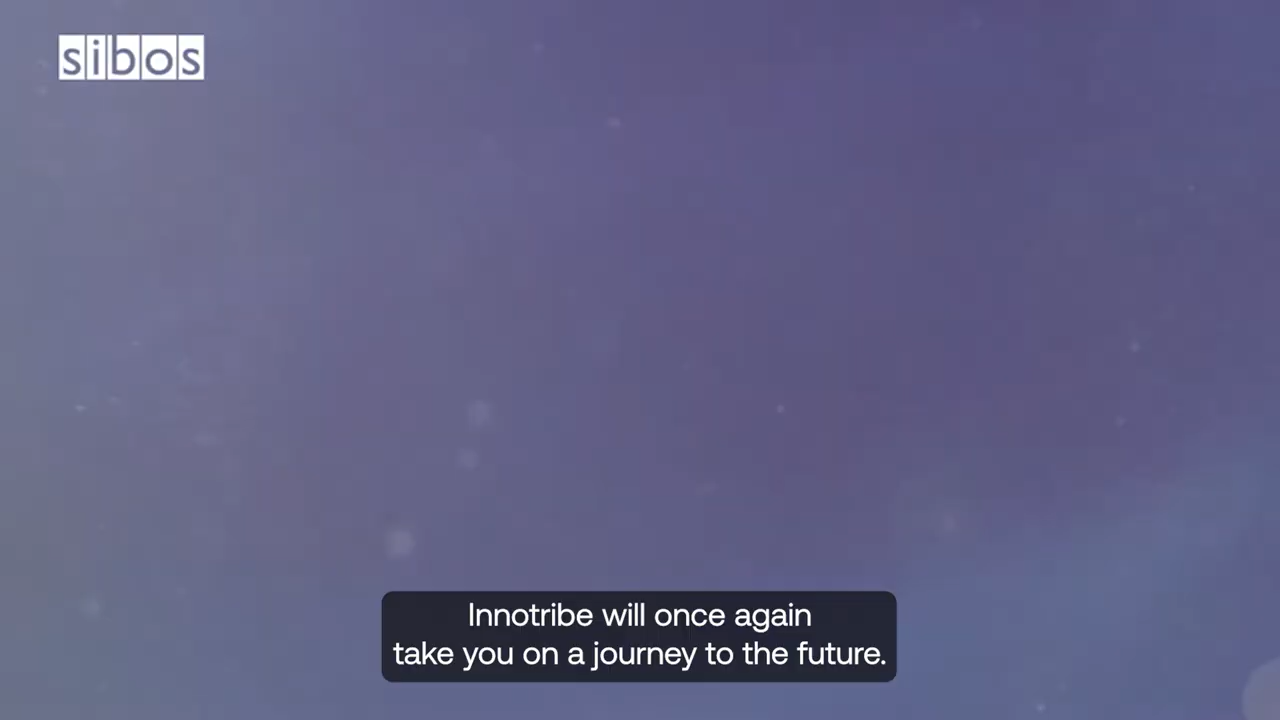 sibos
Innotribe will once again
take you on a journey to the future.